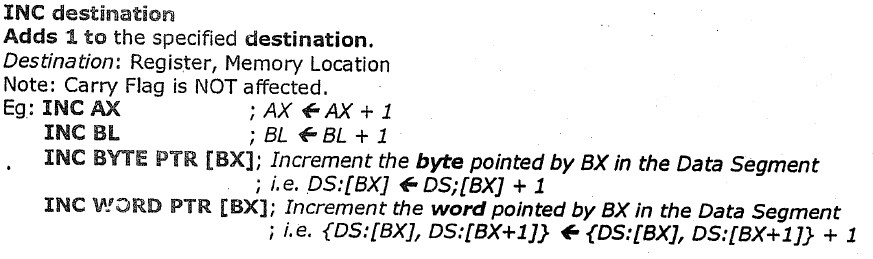 INC destination
Adds 1 to the specified destination.
Destination: Register, Memory Location
Note: Carry Flag is NOT affected.
Eg: INC AX ; AX ← AX + 1
INC BL ; BL ← BL + 1
INC BYTE PTR [BX]; Increment the byte pointed by BX in the Data Segment
; i.e. DS:[BX] ← DS;[BX] + 1
INC WORD PTR [BX]; Increment the word pointed by BX in the Data Segment
; i.e. {DS:[BX], DS:[BX+1]} ← {DS:[BX], DS:[BX+1]} + 1